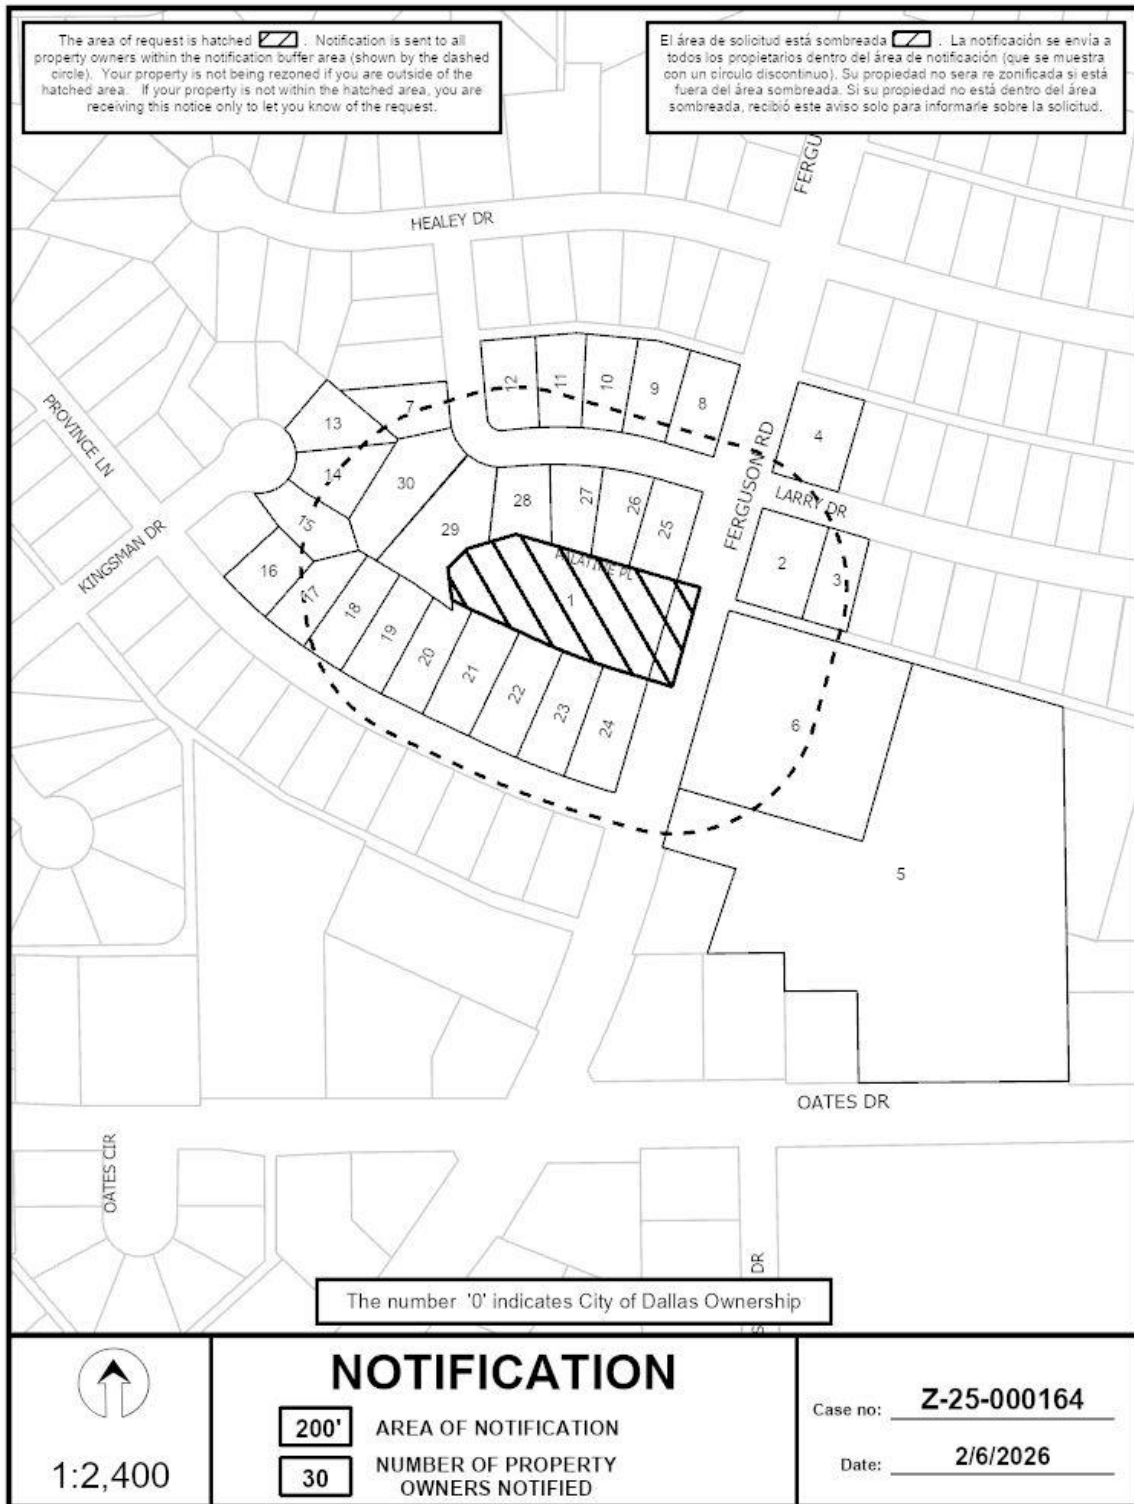 The area of request is hatched . Notification is sent to all
property owners within the notification buffer area (shown by the dashed
circle). Your property is not being rezoned if you are outside of the
hatched area. If your property is not within the hatched area, you are
receiving this notice only to let you know of the request.
El área de solicitud está sombreada . La notificación se envía a
todos los propietarios dentro del área de notificación (que se muestra
con un círculo discontinuo). Su propiedad no sera re zonificada si está
fuera del área sombreada. Si su propiedad no está dentro del área
sombreada, recibió este aviso solo para informarle sobre la solicitud.
FERGU
HEALEY DR
12
11
10
9
8
7
13
4
PROVINCE LN
FERGUSON RD
14
30
28
27
26
25
LARRY DR
15
29
KINGSMAN DR
16
17
18
19
20
21
22
23
24
1
2
3
6
5
OATES DR
OATES CIR
DR
The number '0' indicates City of Dallas Ownership
1:2,400
NOTIFICATION
200' AREA OF NOTIFICATION
30 NUMBER OF PROPERTY
OWNERS NOTIFIED
Case no: Z-25-000164
Date: 2/6/2026